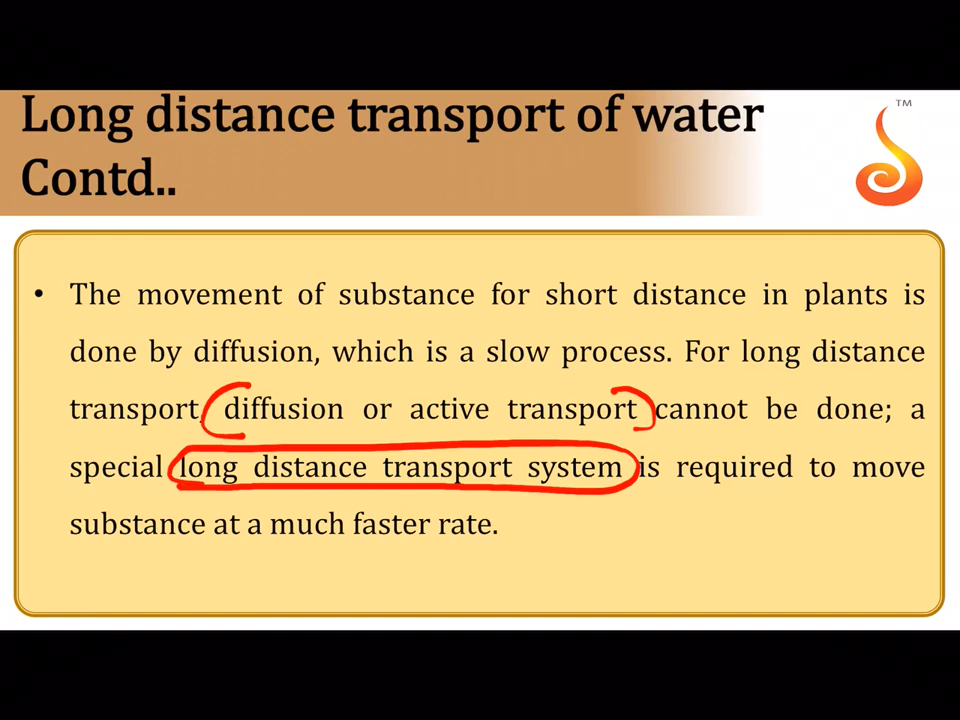 Long distance transport of water
Contd..
TM
• The movement of substance for short distance in plants is
done by diffusion, which is a slow process. For long distance
transport, diffusion or active transport cannot be done; a
special long distance transport system is required to move
substance at a much faster rate.